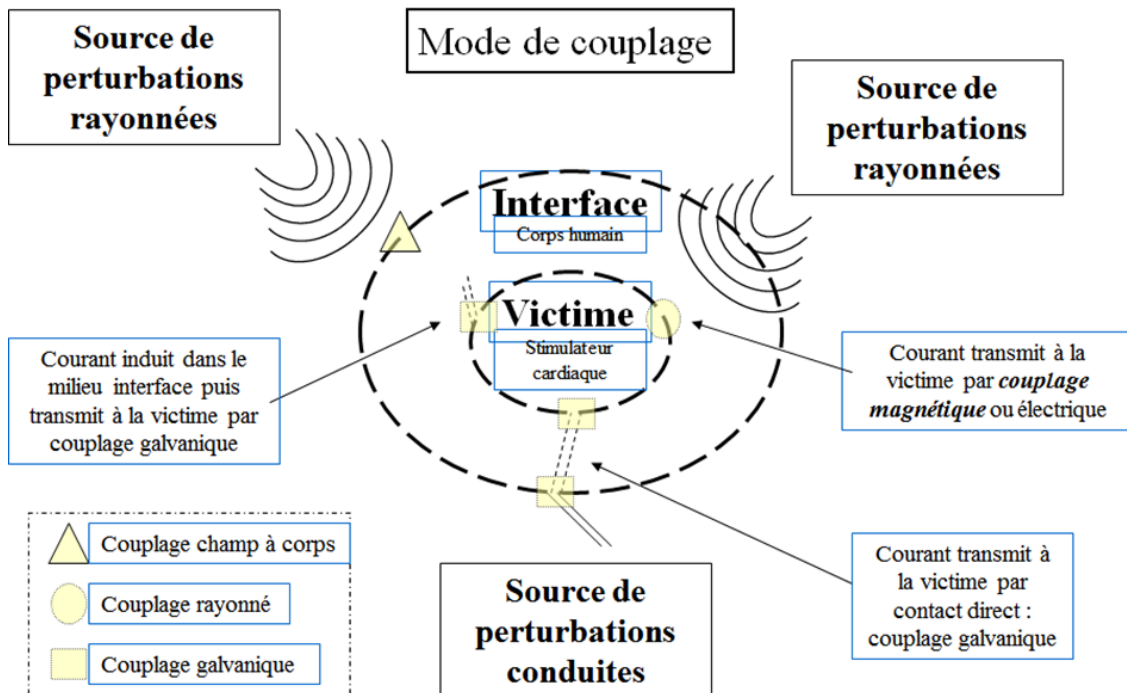 Source de
perturbations
rayonnées
Mode de couplage
Source de
perturbations
rayonnées
Interface
Corps humain
Victime
Stimulateur
cardiaque
Courant induit dans le
milieu interface puis
transmit à la victime par
couplage galvanique
Courant transmit à la
victime par couplage
magnétique ou électrique
Couplage champ à corps
Couplage rayonné
Couplage galvanique
Source de
perturbations
conduites
Courant transmit à
la victime par
contact direct :
couplage galvanique